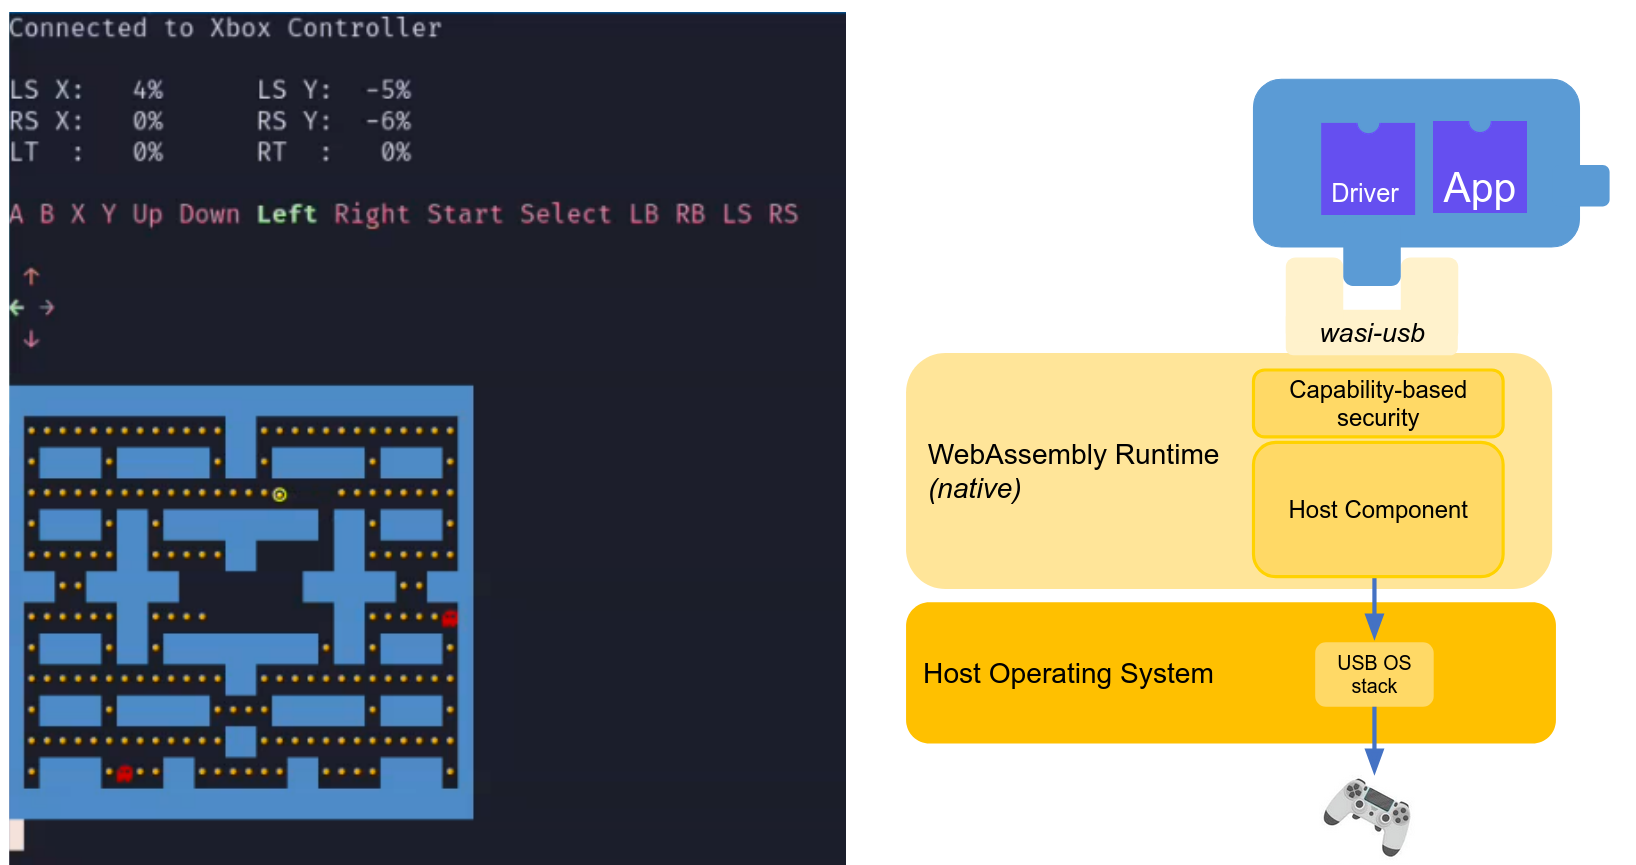 Connected to Xbox Controller
LS X: 4% LS Y: -5%
RS X: 0% RS Y: -6%
LT : 0% RT : 0%
A B X Y Up Down Left Right Start Select LB RB LS RS
↑
← →
↓
Driver
App
wasi-usb
Capability-based
security
WebAssembly Runtime
(native)
Host Component
Host Operating System
USB OS
stack